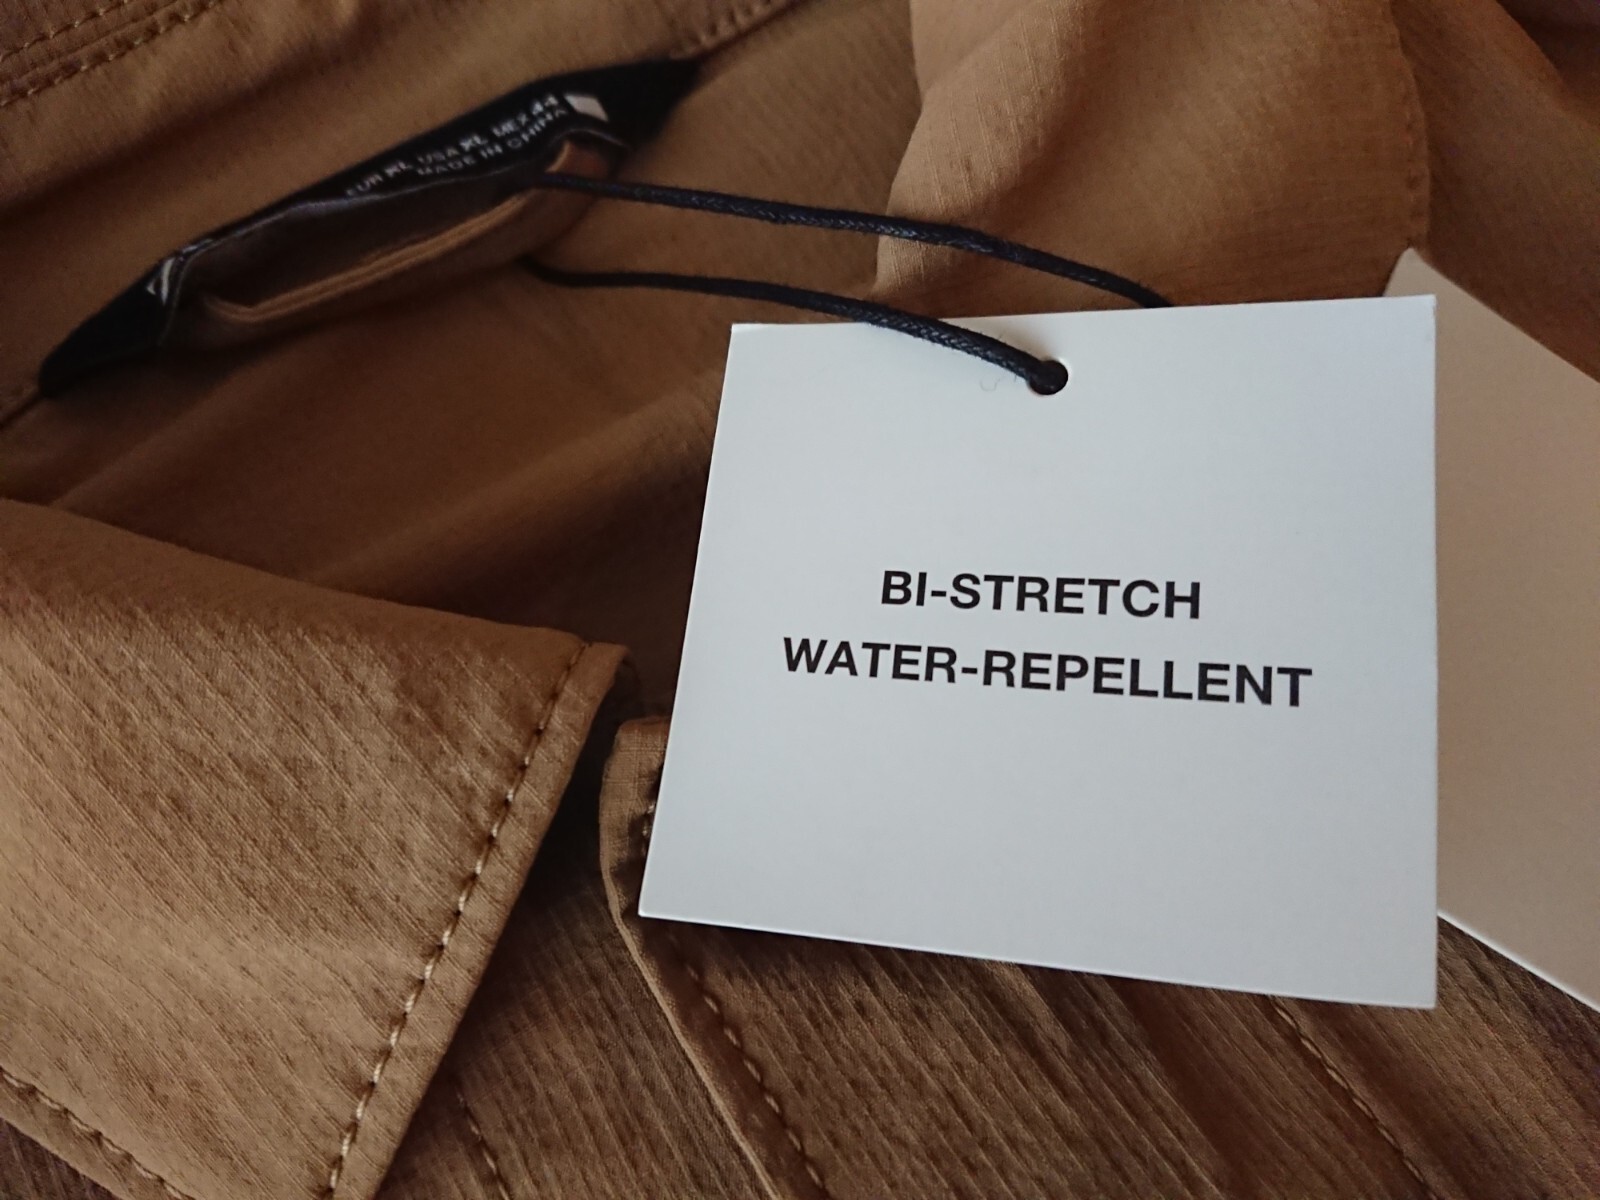 EUR XL USA XL MEX 44
MADE IN CHINA
BI-STRETCH
WATER-REPELLENT